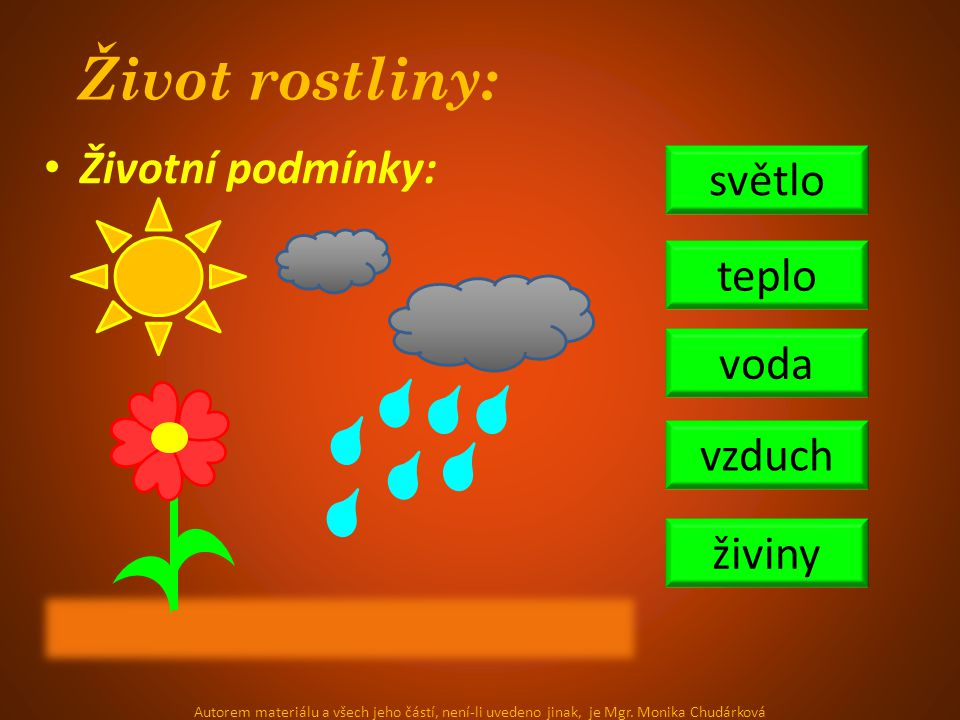 Život rostliny:
• Životní podmínky:
světlo
teplo
voda
vzduch
živiny
Autorem materiálu a všech jeho částí, není-li uvedeno jinak, je Mgr. Monika Chudárková